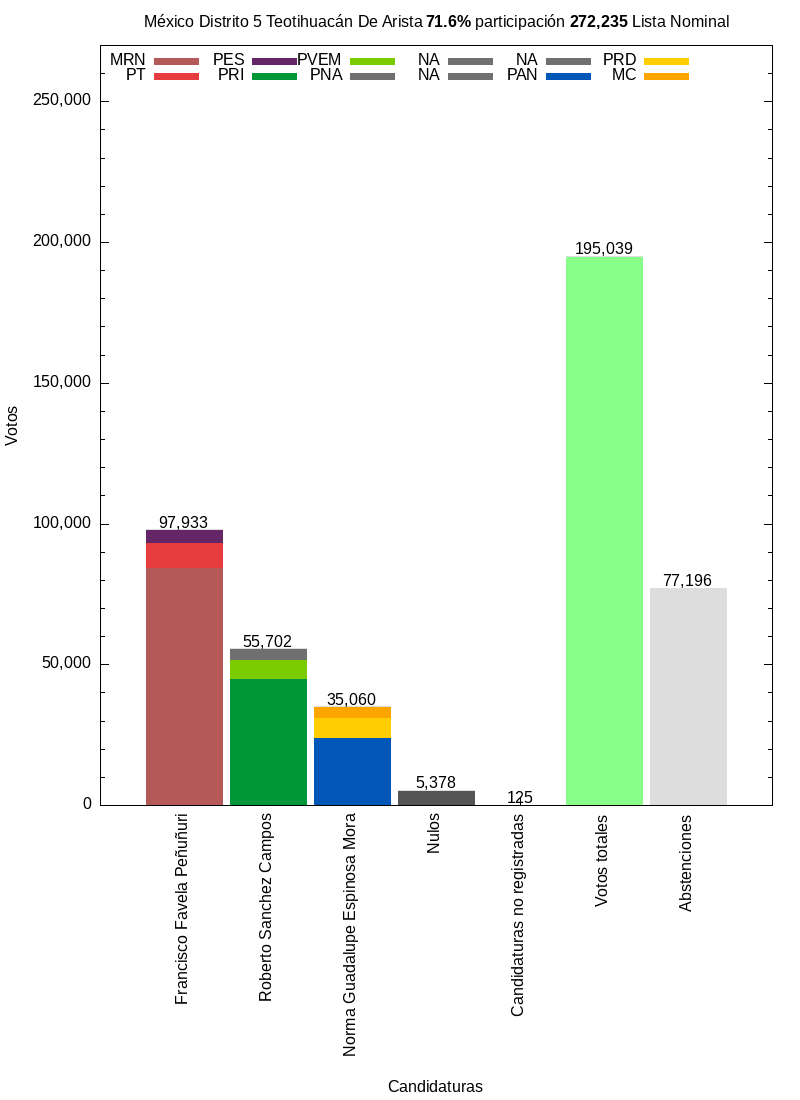 México Distrito 5 Teotihuacán De Arista 71.6% participación 272,235 Lista Nominal
MRN PES PVEM NA NA PRD
PT PRI PNA NA PAN MC
250,000
200,000
150,000
100,000
50,000
0
Votos
97,933
55,702
35,060
5,378
125
195,039
77,196
Francisco Favela Peñuñuri
Roberto Sanchez Campos
Norma Guadalupe Espinosa Mora
Nulos
Candidaturas no registradas
Votos totales
Abstenciones
Candidaturas